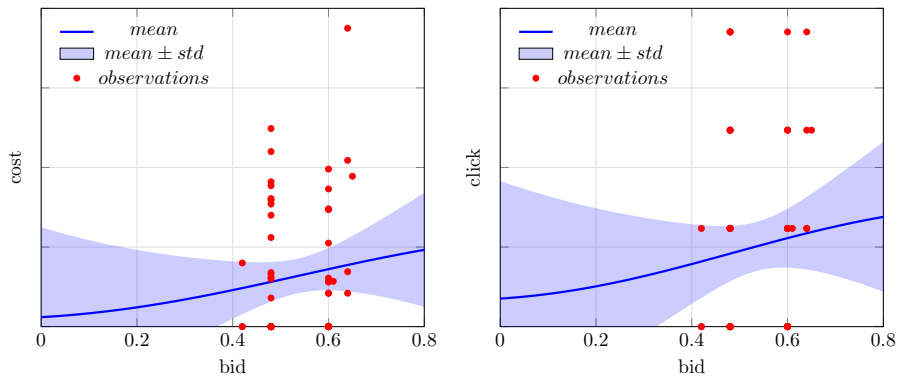 mean
mean ± std
observations
cost
0
0.2
0.4
0.6
0.8
bid
mean
mean ± std
observations
click
0
0.2
0.4
0.6
0.8
bid